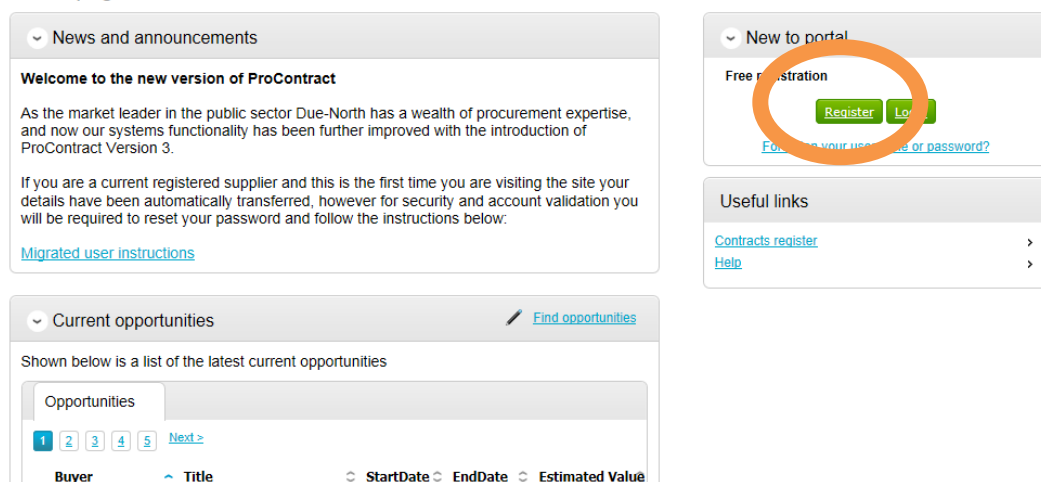 News and announcements
Welcome to the new version of ProContract
As the market leader in the public sector Due-North has a wealth of procurement expertise,
and now our systems functionality has been further improved with the introduction of
ProContract Version 3.
If you are a current registered supplier and this is the first time you are visiting the site your
details have been automatically transferred, however for security and account validation you
will be required to reset your password and follow the instructions below:
Migrated user instructions
Current opportunities
Find opportunities
Shown below is a list of the latest current opportunities
Opportunities
1 2 3 4 5 Next >
Buyer Title StartDate EndDate Estimated Value
New to portal
Free registration
Register
your or password?
Useful links
Contracts register
Help